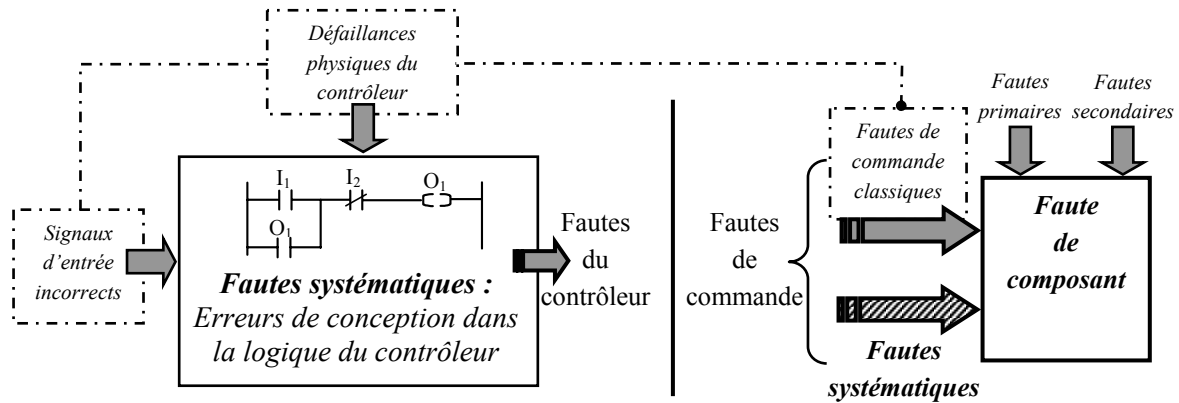 Défaillances
physiques du
contrôleur
I1
I2
O1
O1
Signaux
d'entrée
incorrects
Fautes systématiques :
Erreurs de conception dans
la logique du contrôleur
Fautes
du
contrôleur
Fautes
de
commande
Fautes de
commande
classiques
Fautes
primaires
Fautes
secondaires
Faute
de
composant
Fautes
systématiques